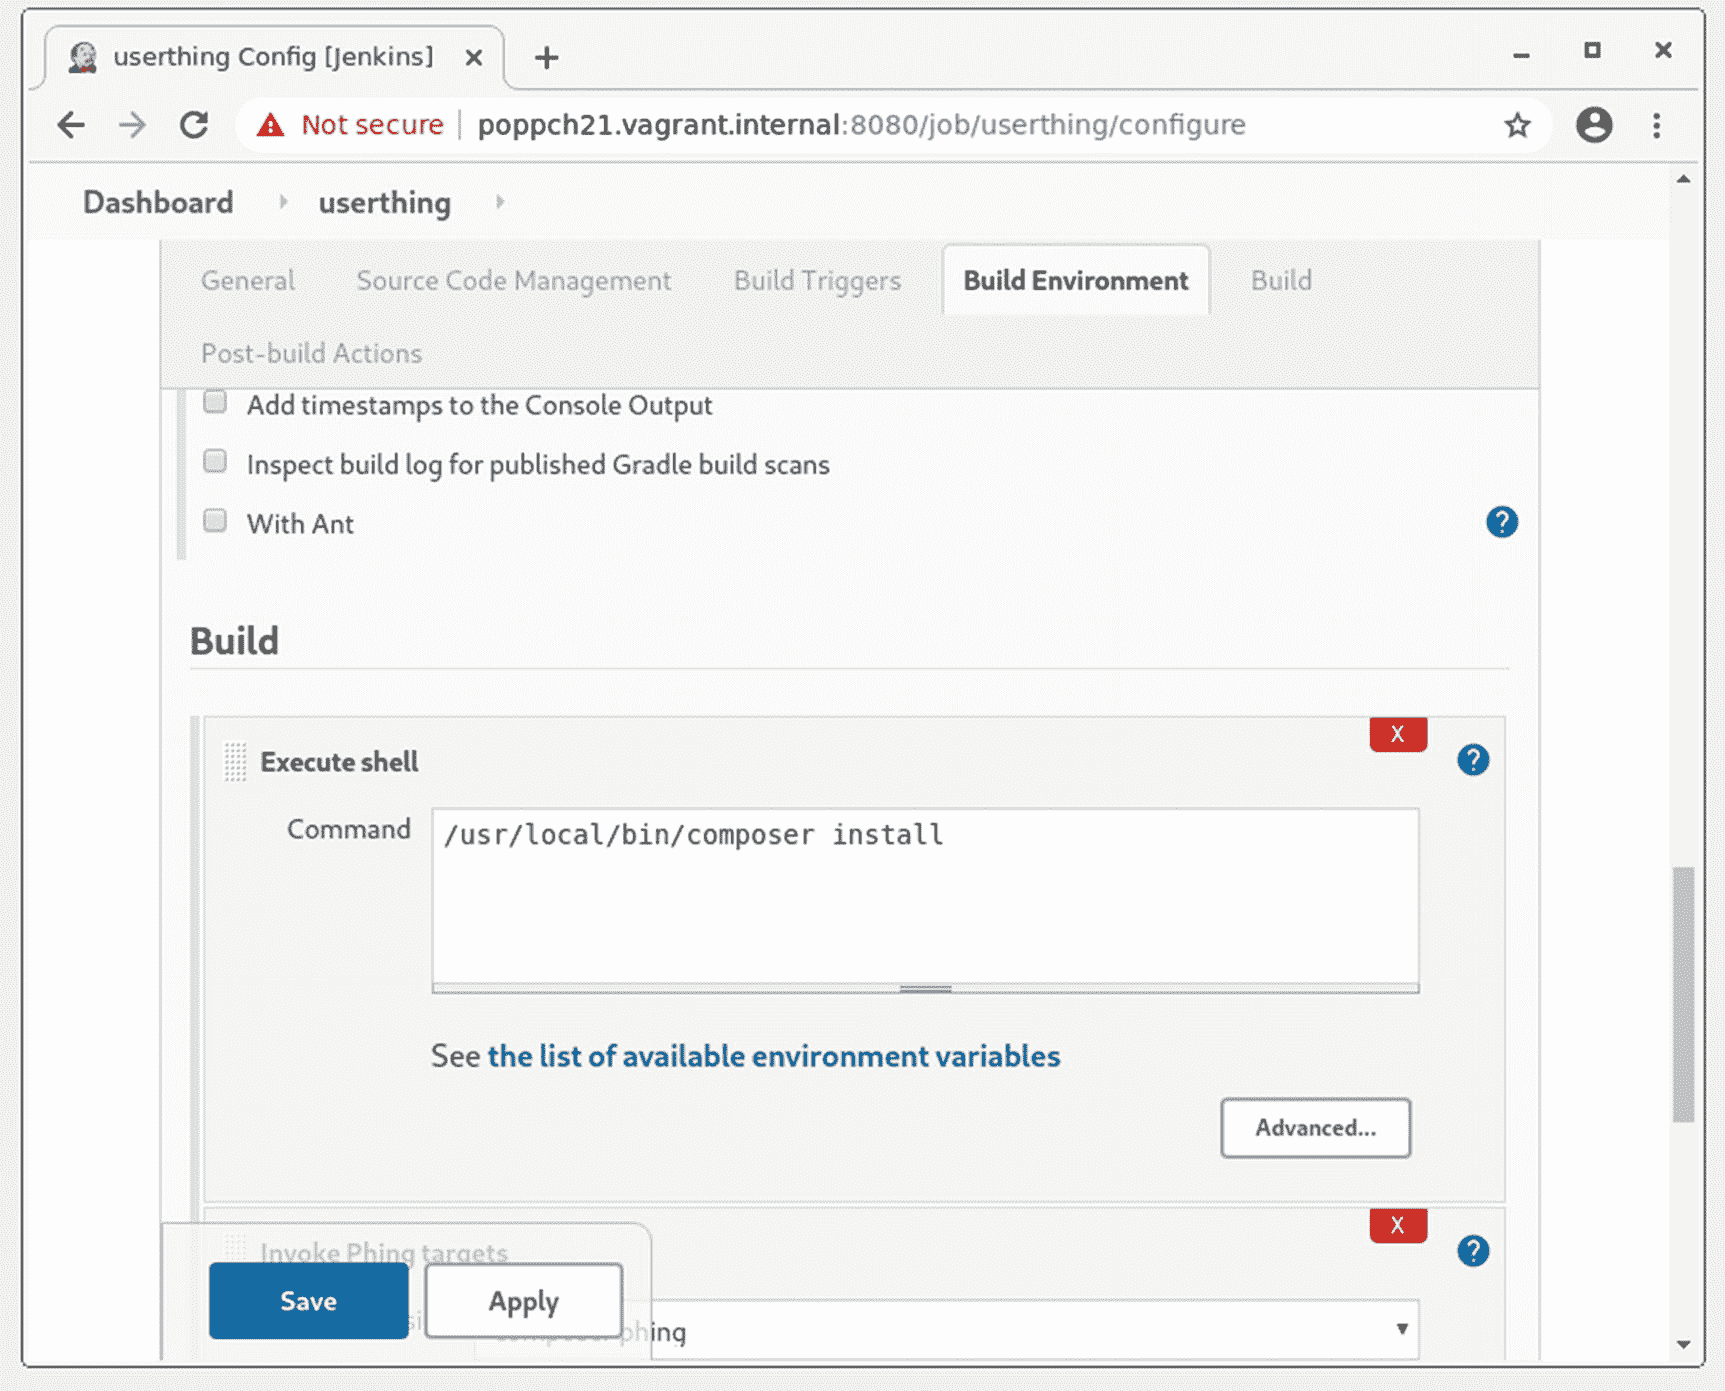 userthing Config [Jenkins]
Not secure | poppch21.vagrant.internal:8080/job/userthing/configure
Dashboard userthing
General Source Code Management Build Triggers Build Environment Build
Post-build Actions
Add timestamps to the Console Output
Inspect build log for published Gradle build scans
With Ant
?
Build
X
Execute shell
?
Command
/usr/local/bin/composer install
See the list of available environment variables
Advanced...
X
Invoke Phing targets
?
Save Apply
phing